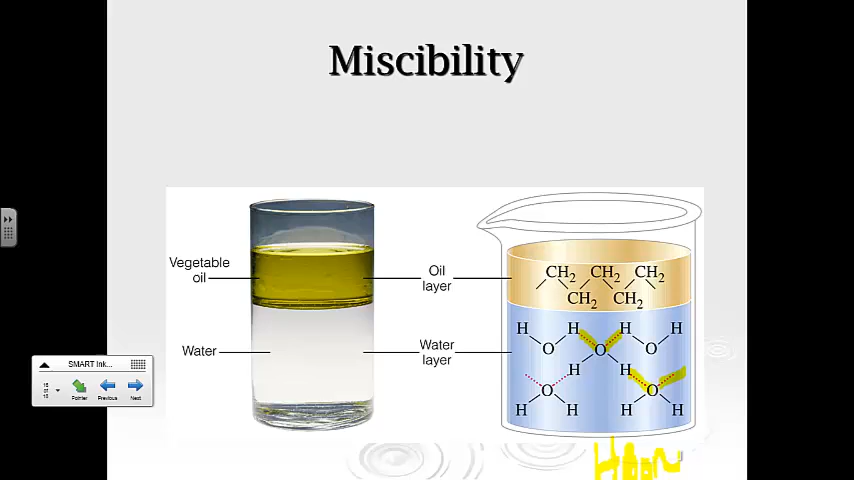 Miscibility
Vegetable
oil
Water
Oil
layer
Water
layer
CH₂ CH₂ CH₂
CH₂ CH₂
H H H H
O O O
H H
O O
H H H H
SMART Ink...
Pointer Previous Next